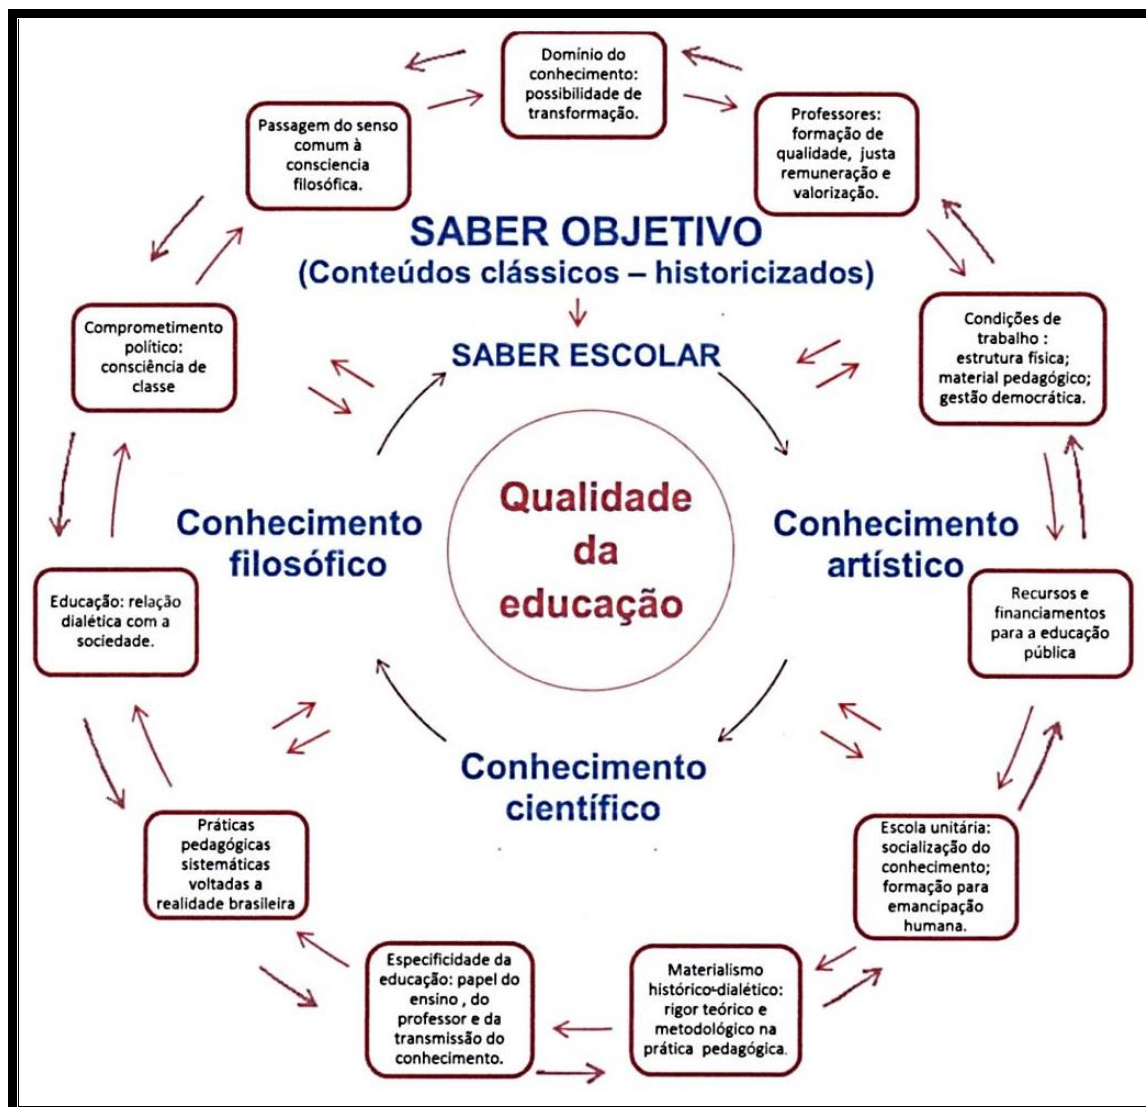 Domínio do
conhecimento:
possibilidade de
transformação.
Professores:
formação de
qualidade, justa
remuneração e
valorização.
Passagem do senso
comum à
consciencia
filosófica.
SABER OBJETIVO
(Conteúdos clássicos – historicizados)
SABER ESCOLAR
Comprometimento
político:
consciência de
classe
Condições de
trabalho :
estrutura física;
material pedagógico;
gestão democrática.
Qualidade
da
educação
Conhecimento
filosófico
Conhecimento
artístico
Educação: relação
dialética com a
sociedade.
Recursos e
financiamentos
para a educação
pública
Conhecimento
científico
Práticas
pedagógicas
sistemáticas
voltadas a
realidade brasileira
Escola unitária:
socialização do
conhecimento;
formação para
emancipação
humana.
Especificidade da
educação: papel do
ensino , do
professor e da
transmissão do
conhecimento.
Materialismo
histórico-dialético:
rigor teórico e
metodológico na
prática pedagógica.